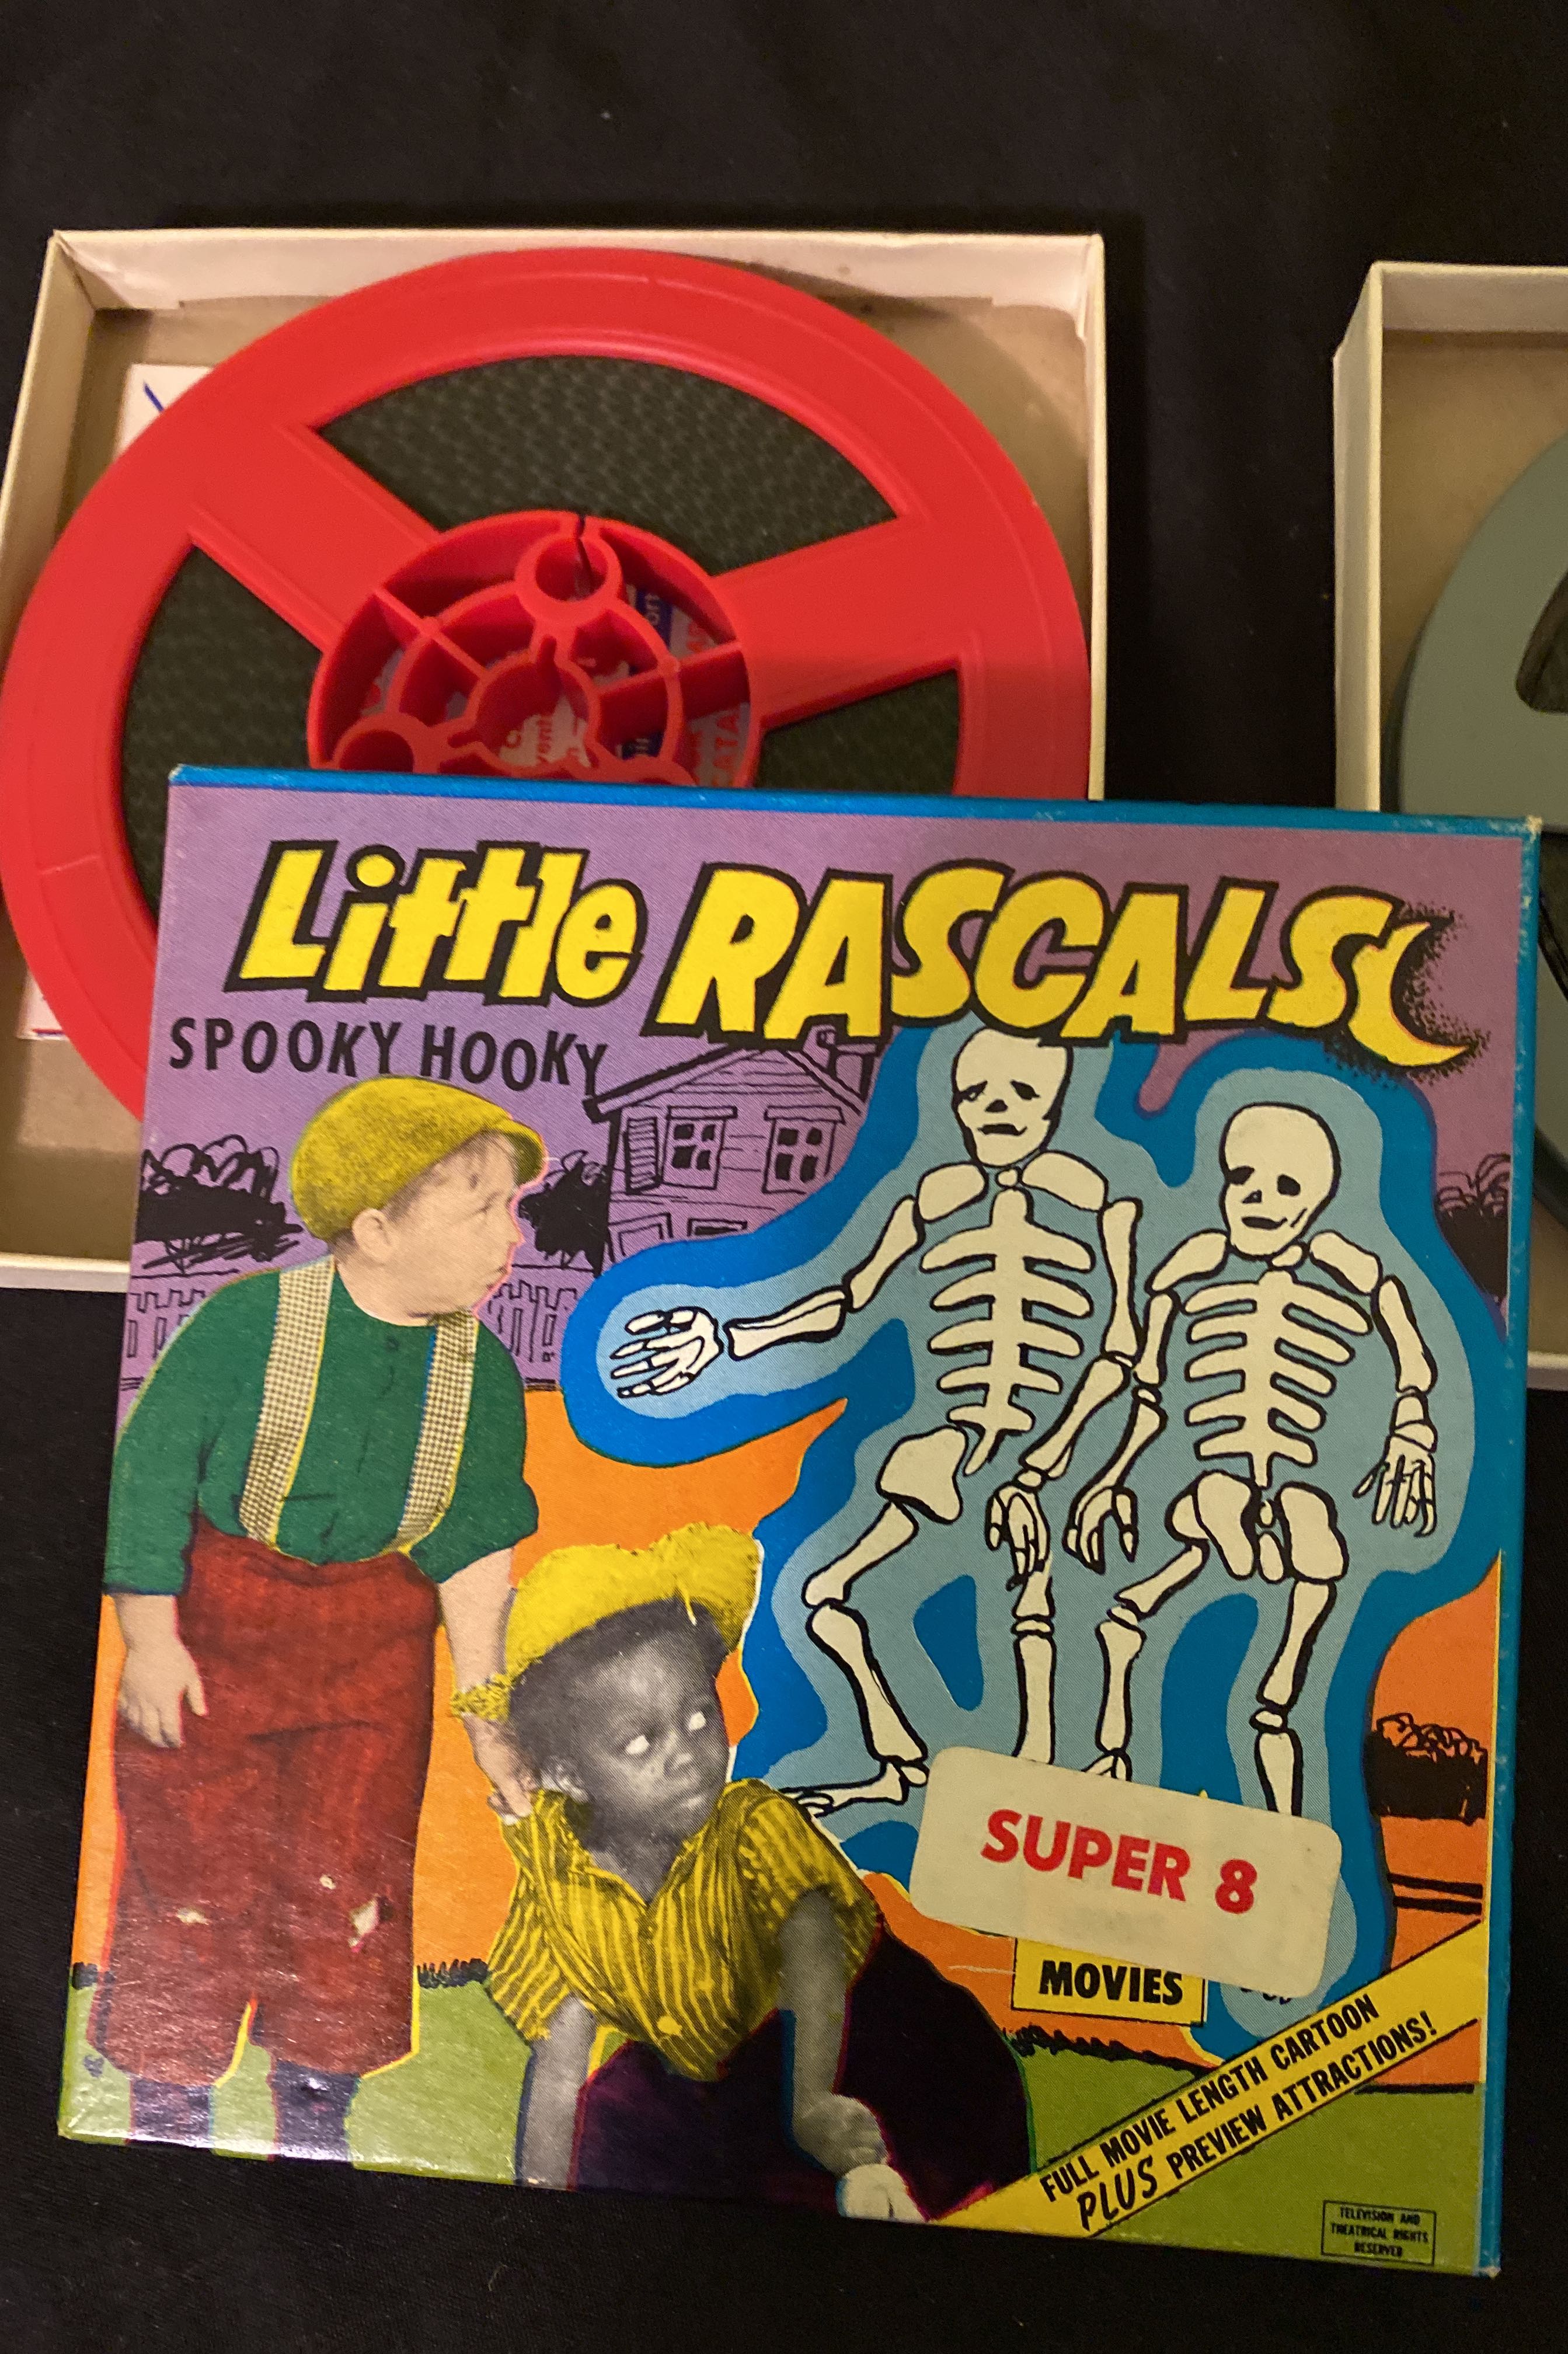 Little RASCALS
SPOOKY HOOKY
SUPER 8
MOVIES
FULL MOVIE LENGTH CARTOON
PLUS PREVIEW ATTRACTIONS!
TELEVISION AND
THEATRICAL RIGHTS
RESERVED